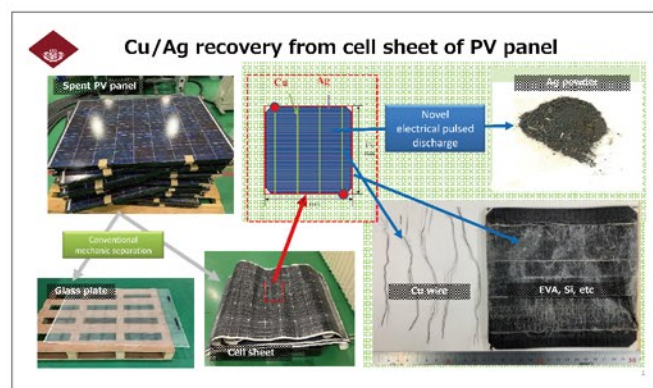 Cu/Ag recovery from cell sheet of PV panel
Spent PV panel
Cu
Ag
Novel
electrical pulsed
discharge
Ag powder
Conventional
mechanic separation
Glass plate
Cell sheet
Cu wire
EVA, Si, etc